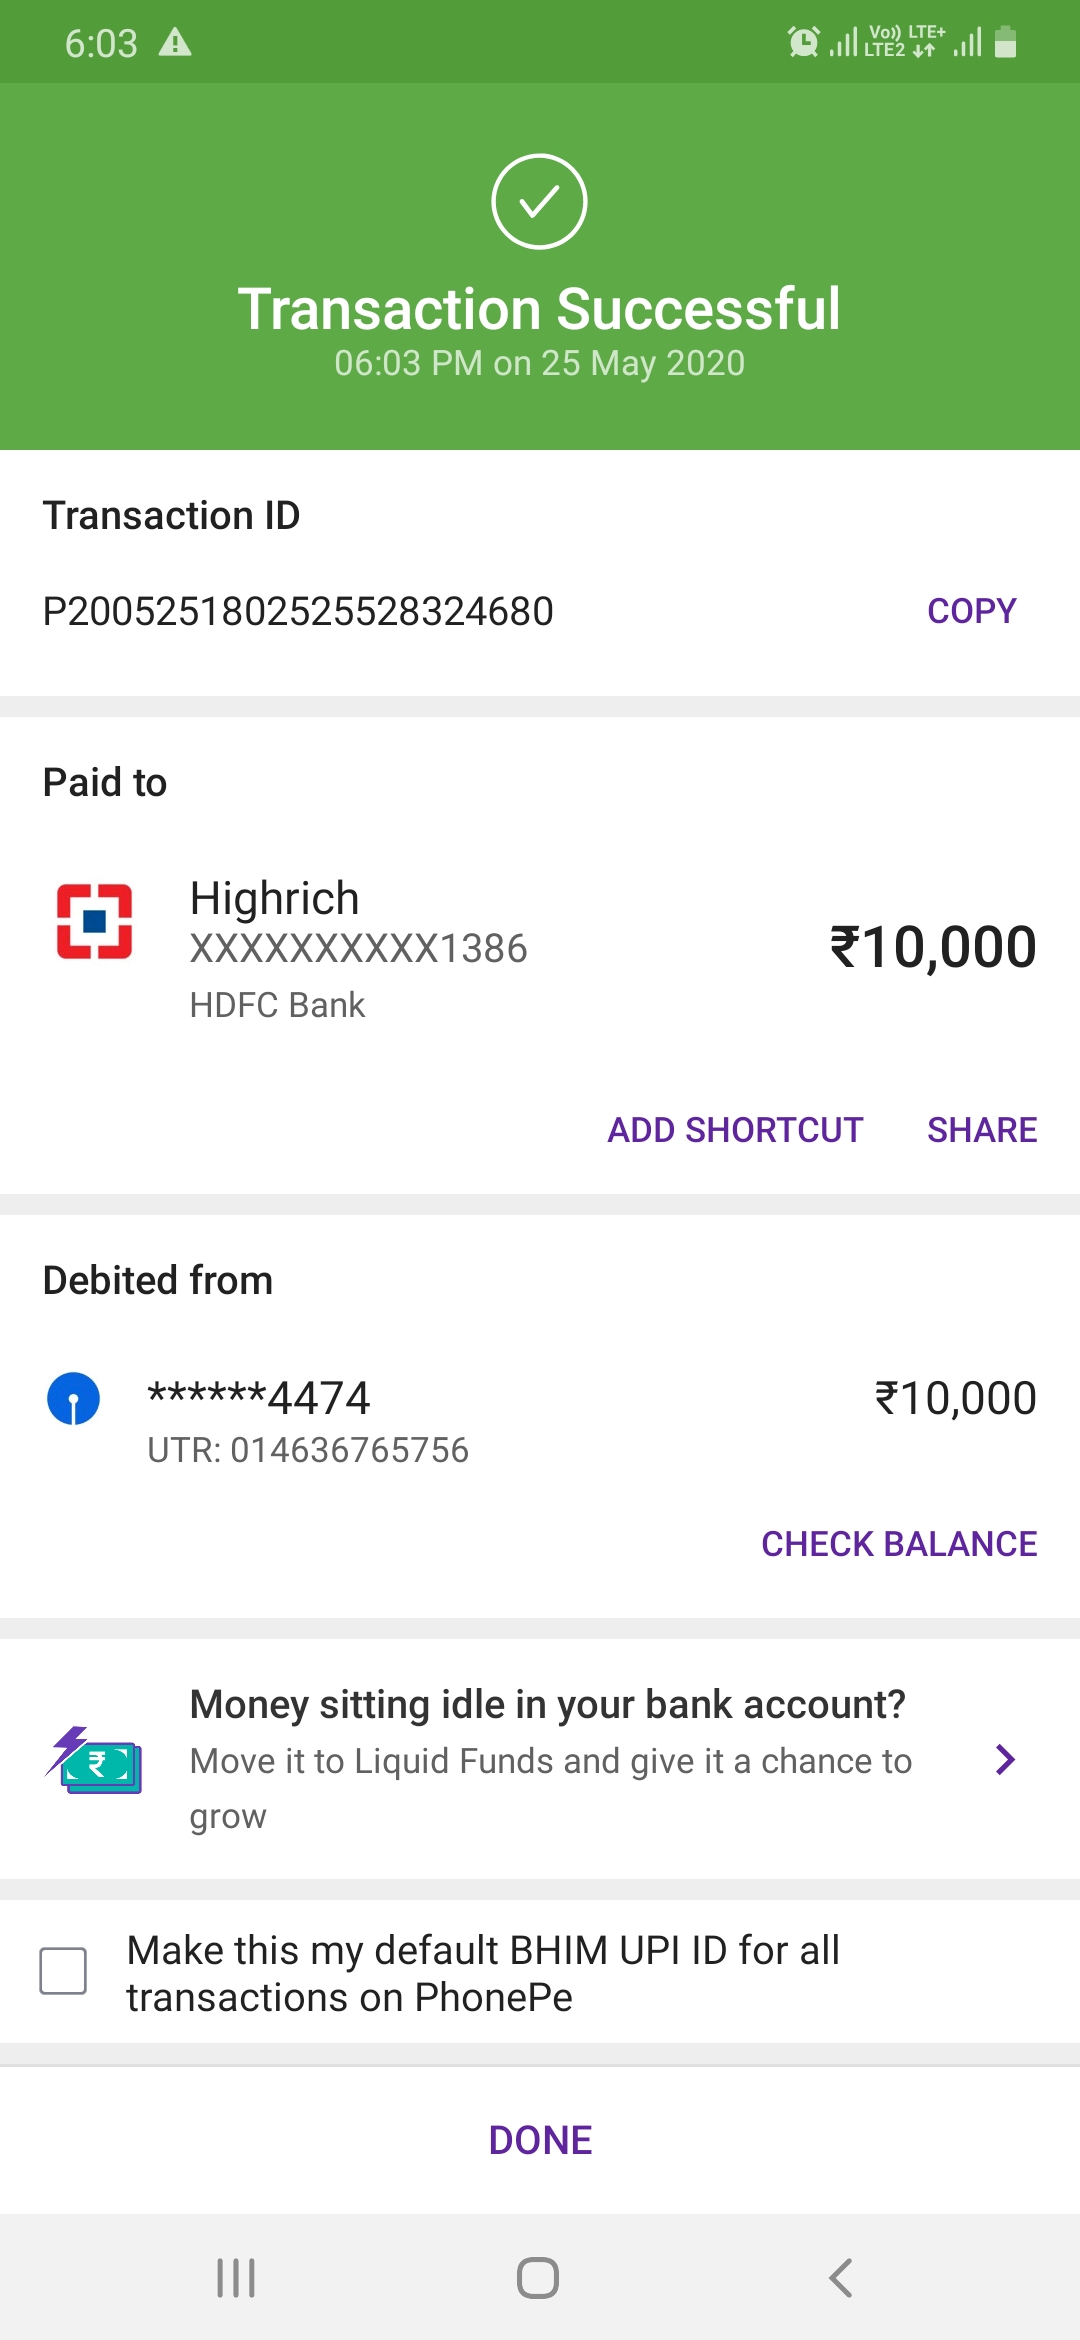 6:03
Vo)) LTE+
LTE2
Transaction Successful
06:03 PM on 25 May 2020
Transaction ID
P2005251802525528324680
COPY
Paid to
Highrich
XXXXXXXXXX1386
₹10,000
HDFC Bank
ADD SHORTCUT SHARE
Debited from
******4474
₹10,000
UTR: 014636765756
CHECK BALANCE
Money sitting idle in your bank account?
Move it to Liquid Funds and give it a chance to
grow
₹
Make this my default BHIM UPI ID for all
transactions on PhonePe
DONE